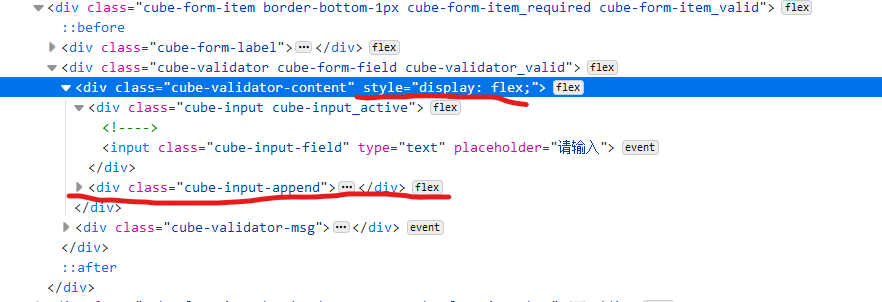 <div class="cube-form-item border-bottom-1px cube-form-item_required cube-form-item_valid"> flex
::before
<div class="cube-form-label"> ··· </div> flex
<div class="cube-validator cube-form-field cube-validator_valid"> flex
<div class="cube-validator-content" style="display: flex;"> flex
<div class="cube-input cube-input_active"> flex
<!---->
<input class="cube-input-field" type="text" placeholder="请输入"> event
</div>
<div class="cube-input-append"> ··· </div> flex
</div>
<div class="cube-validator-msg"> ··· </div> event
</div>
::after
</div>